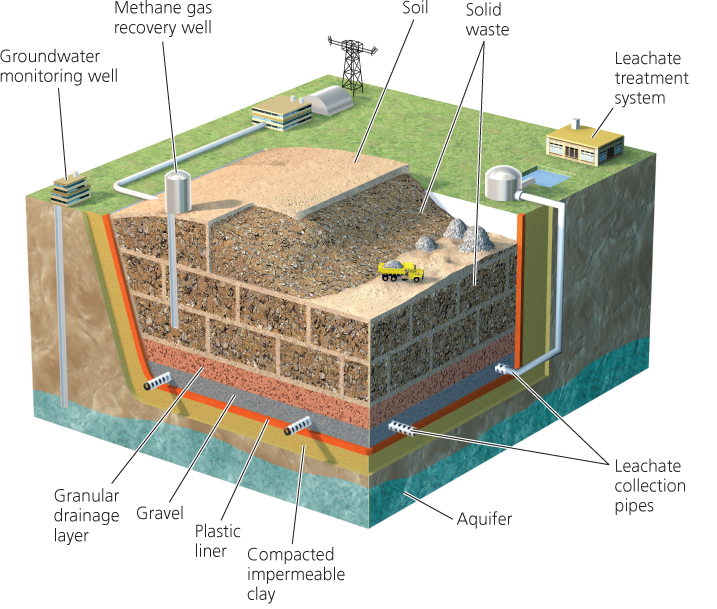 Methane gas
recovery well
Soil
Solid
waste
Groundwater
monitoring well
Leachate
treatment
system
Granular
drainage
layer
Gravel
Plastic
liner
Compacted
impermeable
clay
Aquifer
Leachate
collection
pipes